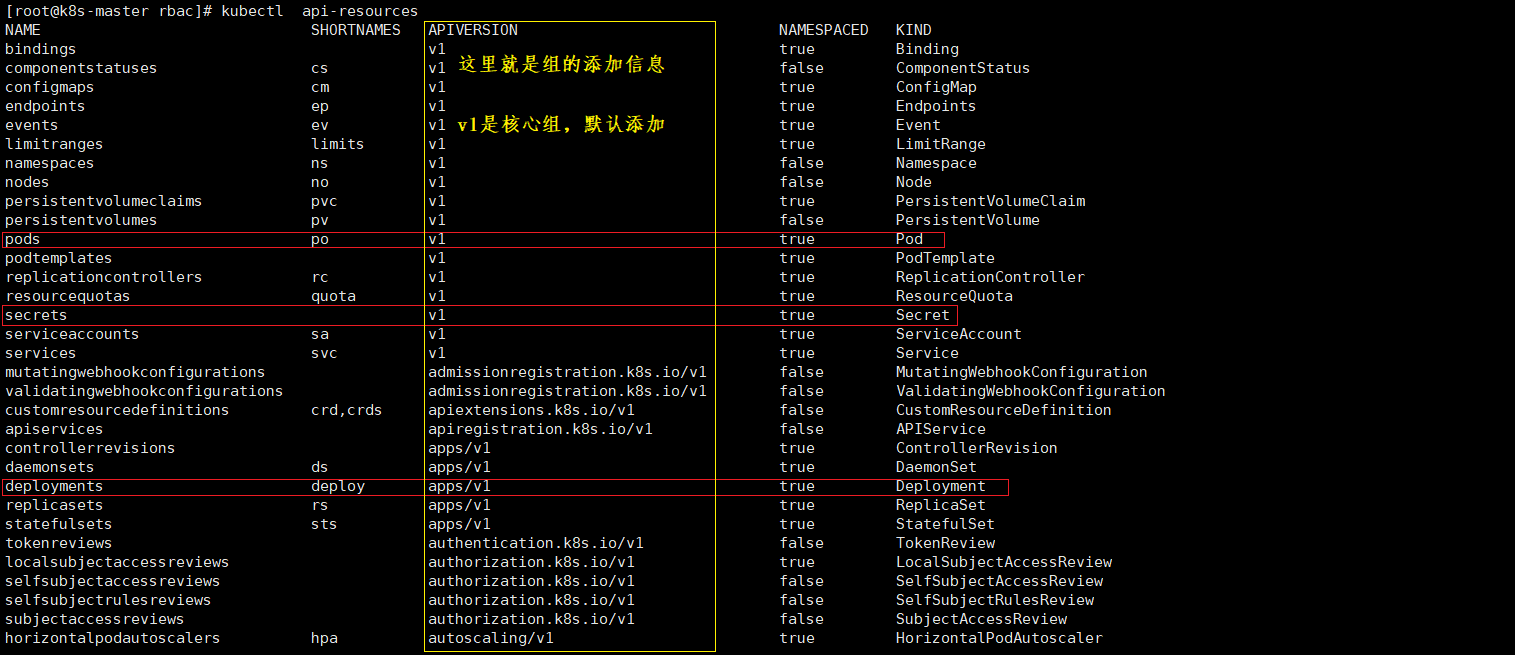 [root@k8s-master rbac]# kubectl  api-resources
NAME                              SHORTNAMES   APIVERSION                             NAMESPACED   KIND
bindings                                       v1                                     true         Binding
这里就是组的添加信息
componentstatuses                 cs           v1                                     false        ComponentStatus
configmaps                        cm           v1                                     true         ConfigMap
endpoints                         ep           v1                                     true         Endpoints
events                            ev           v1                                     true         Event
v1是核心组，默认添加
limitranges                       limits       v1                                     true         LimitRange
namespaces                        ns           v1                                     false        Namespace
nodes                             no           v1                                     false        Node
persistentvolumeclaims            pvc          v1                                     true         PersistentVolumeClaim
persistentvolumes                 pv           v1                                     false        PersistentVolume
pods                              po           v1                                     true         Pod
podtemplates                                   v1                                     true         PodTemplate
replicationcontrollers            rc           v1                                     true         ReplicationController
resourcequotas                    quota        v1                                     true         ResourceQuota
secrets                                        v1                                     true         Secret
serviceaccounts                   sa           v1                                     true         ServiceAccount
services                          svc          v1                                     true         Service
mutatingwebhookconfigurations                  admissionregistration.k8s.io/v1        false        MutatingWebhookConfiguration
validatingwebhookconfigurations                admissionregistration.k8s.io/v1        false        ValidatingWebhookConfiguration
customresourcedefinitions         crd,crds     apiextensions.k8s.io/v1                false        CustomResourceDefinition
apiservices                                    apiregistration.k8s.io/v1              false        APIService
controllerrevisions                            apps/v1                                true         ControllerRevision
daemonsets                        ds           apps/v1                                true         DaemonSet
deployments                       deploy       apps/v1                                true         Deployment
replicasets                       rs           apps/v1                                true         ReplicaSet
statefulsets                      sts          apps/v1                                true         StatefulSet
tokenreviews                                   authentication.k8s.io/v1               false        TokenReview
localsubjectaccessreviews                      authorization.k8s.io/v1                true         LocalSubjectAccessReview
selfsubjectaccessreviews                       authorization.k8s.io/v1                false        SelfSubjectAccessReview
selfsubjectrulesreviews                        authorization.k8s.io/v1                false        SelfSubjectRulesReview
subjectaccessreviews                           authorization.k8s.io/v1                false        SubjectAccessReview
horizontalpodautoscalers          hpa          autoscaling/v1                         true         HorizontalPodAutoscaler